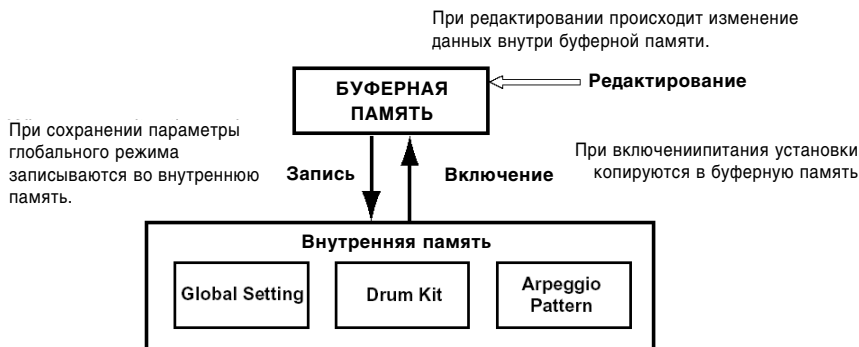 При редактировании происходит изменение
данных внутри буферной памяти.
БУФЕРНАЯ
ПАМЯТЬ
Редактирование
При сохранении параметры
глобального режима
записываются во внутреннюю
память.
Запись
Включение
При включениипитания установки
копируются в буферную память
Внутренняя память
Global Setting
Drum Kit
Arpeggio
Pattern